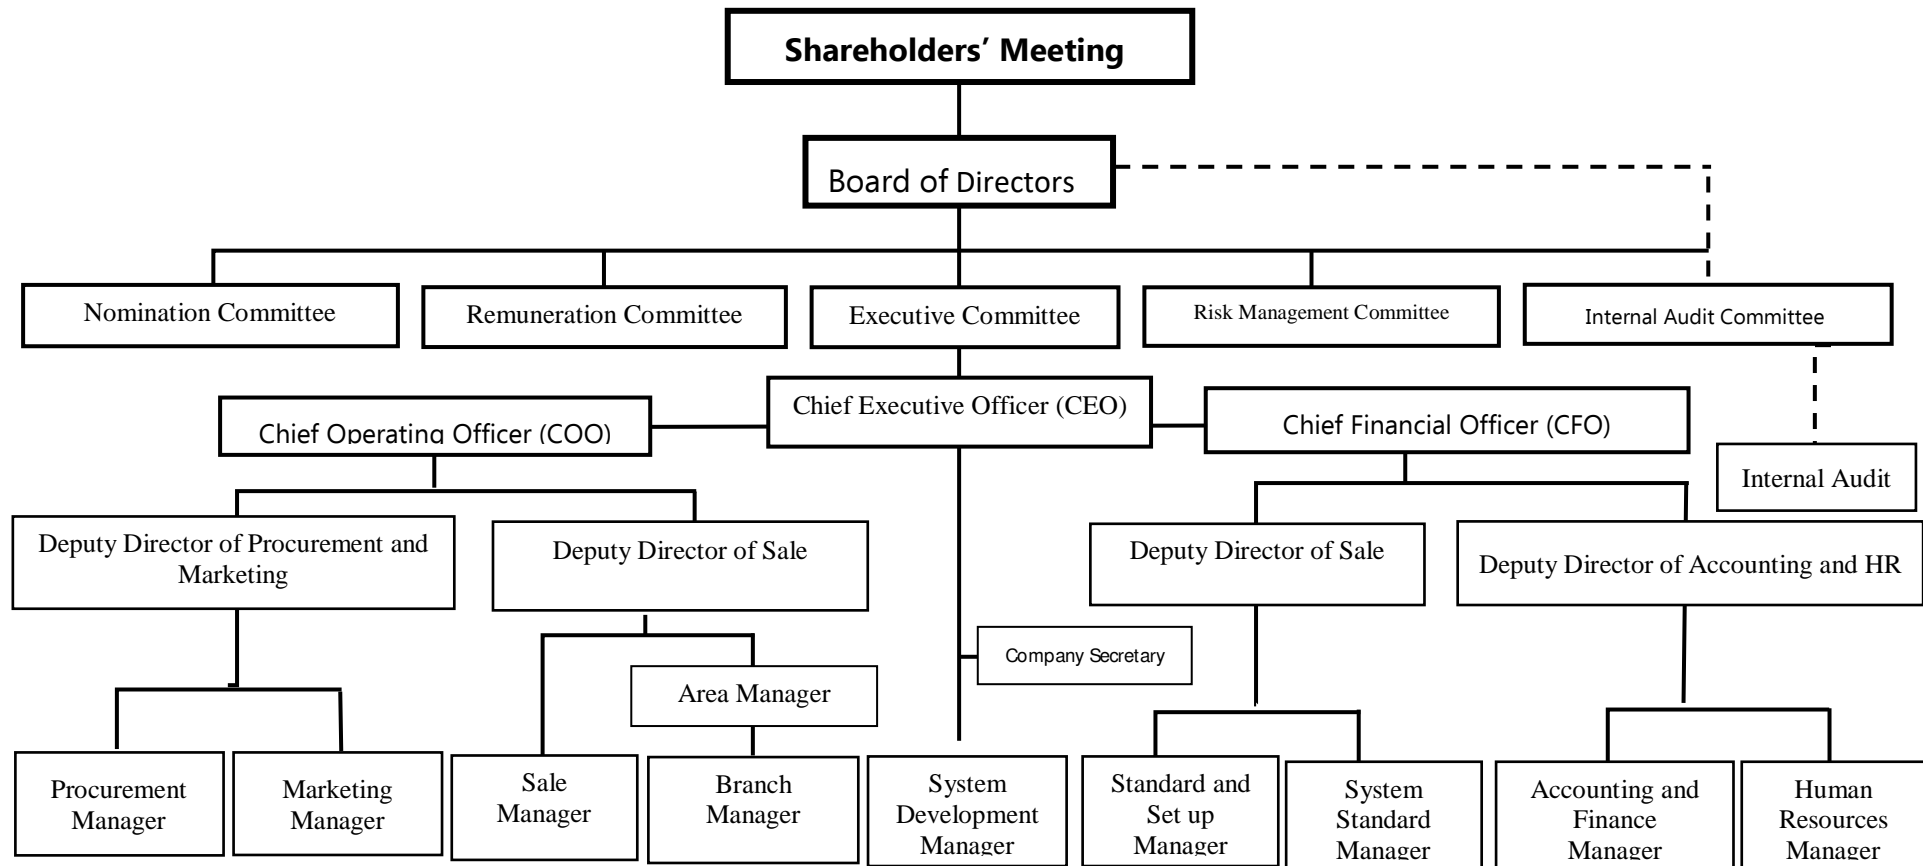 Shareholders’ Meeting
Board of Directors
Nomination Committee
Remuneration Committee
Executive Committee
Risk Management Committee
Internal Audit Committee
Chief Executive Officer (CEO)
Chief Operating Officer (COO)
Chief Financial Officer (CFO)
Internal Audit
Deputy Director of Procurement and
Marketing
Deputy Director of Sale
Deputy Director of Sale
Deputy Director of Accounting and HR
Company Secretary
Area Manager
Procurement
Manager
Marketing
Manager
Sale
Manager
Branch
Manager
System
Development
Manager
Standard and
Set up
Manager
System
Standard
Manager
Accounting and
Finance
Manager
Human
Resources
Manager